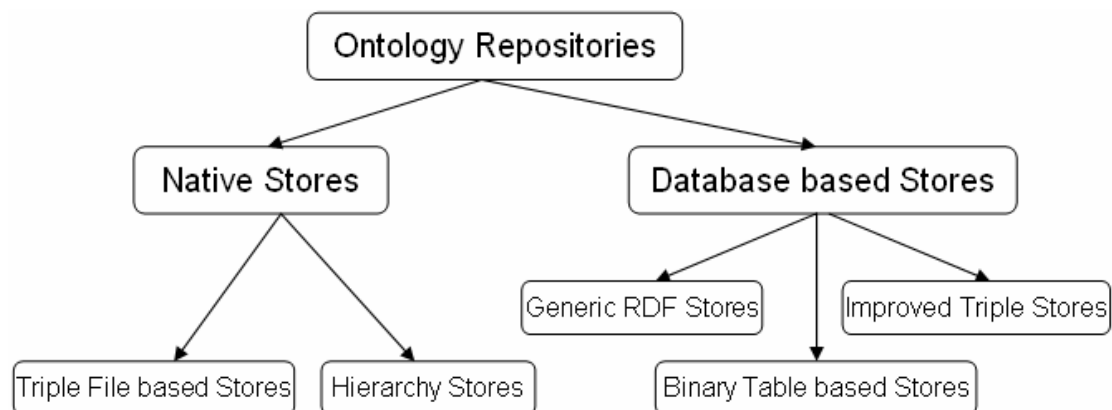 Ontology Repositories
Native Stores
Database based Stores
Generic RDF Stores
Improved Triple Stores
Triple File based Stores
Hierarchy Stores
Binary Table based Stores